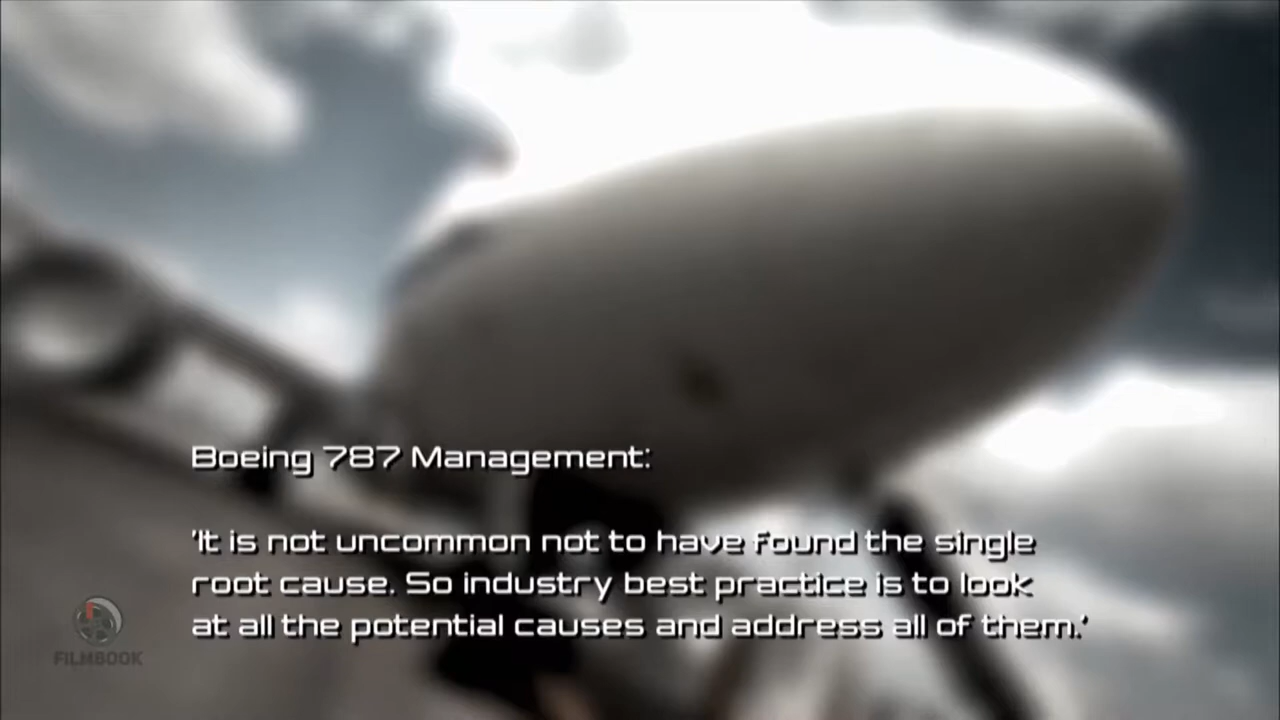 Boeing 787 Management:
'It is not uncommon not to have found the single
root cause. So industry best practice is to look
at all the potential causes and address all of them.'
FILMBOOK